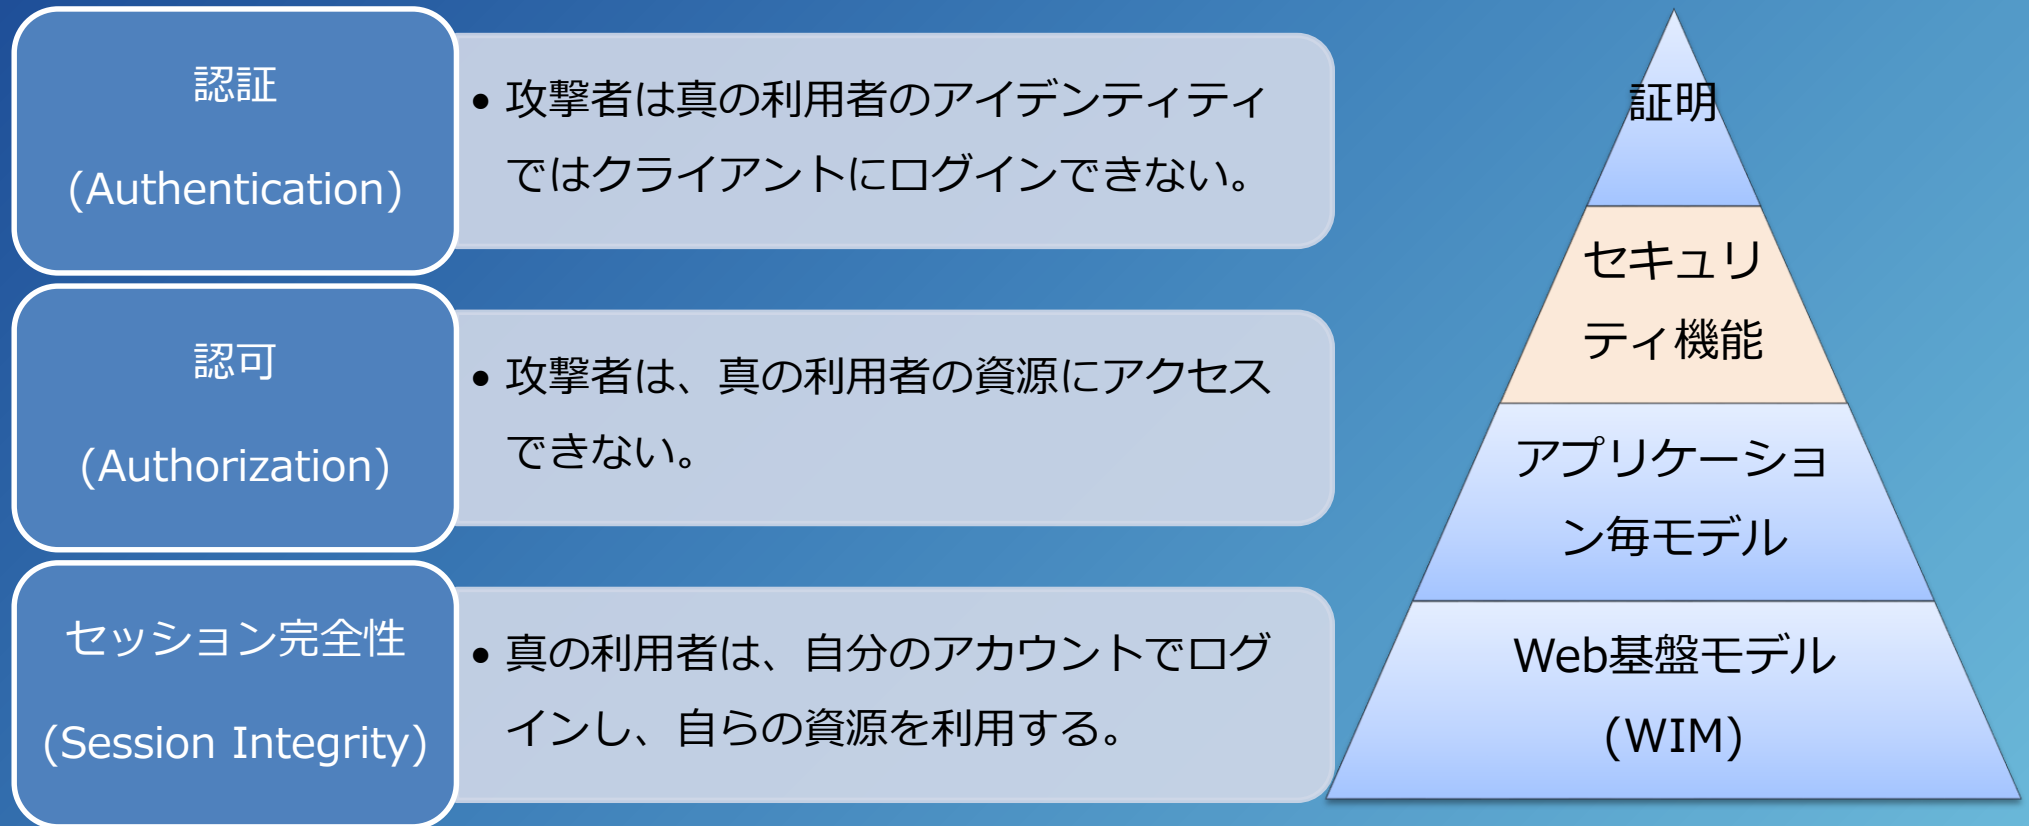 認証
(Authentication)
• 攻撃者は真の利用者のアイデンティティ
ではクライアントにログインできない。
認可
(Authorization)
• 攻撃者は、真の利用者の資源にアクセス
できない。
セッション完全性
(Session Integrity)
• 真の利用者は、自分のアカウントでログ
インし、自らの資源を利用する。
証明
セキュリ
ティ機能
アプリケーショ
ン毎モデル
Web基盤モデル
(WIM)